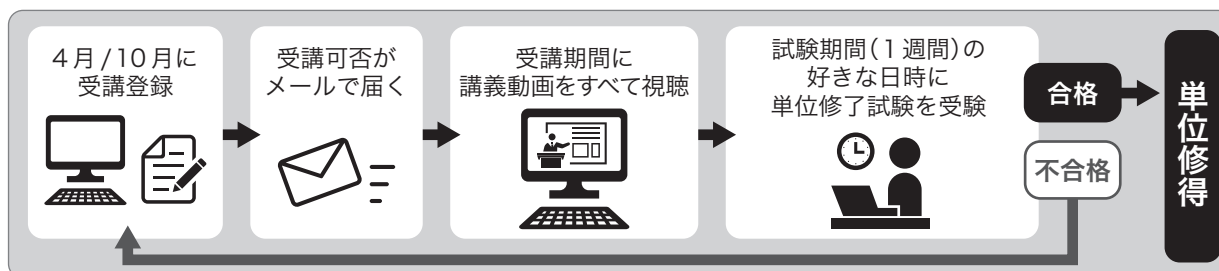 4月/10月に
受講登録
受講可否が
メールで届く
受講期間に
講義動画をすべて視聴
試験期間(1週間)の
好きな日時に
単位修了試験を受験
合格
不合格
単位修得